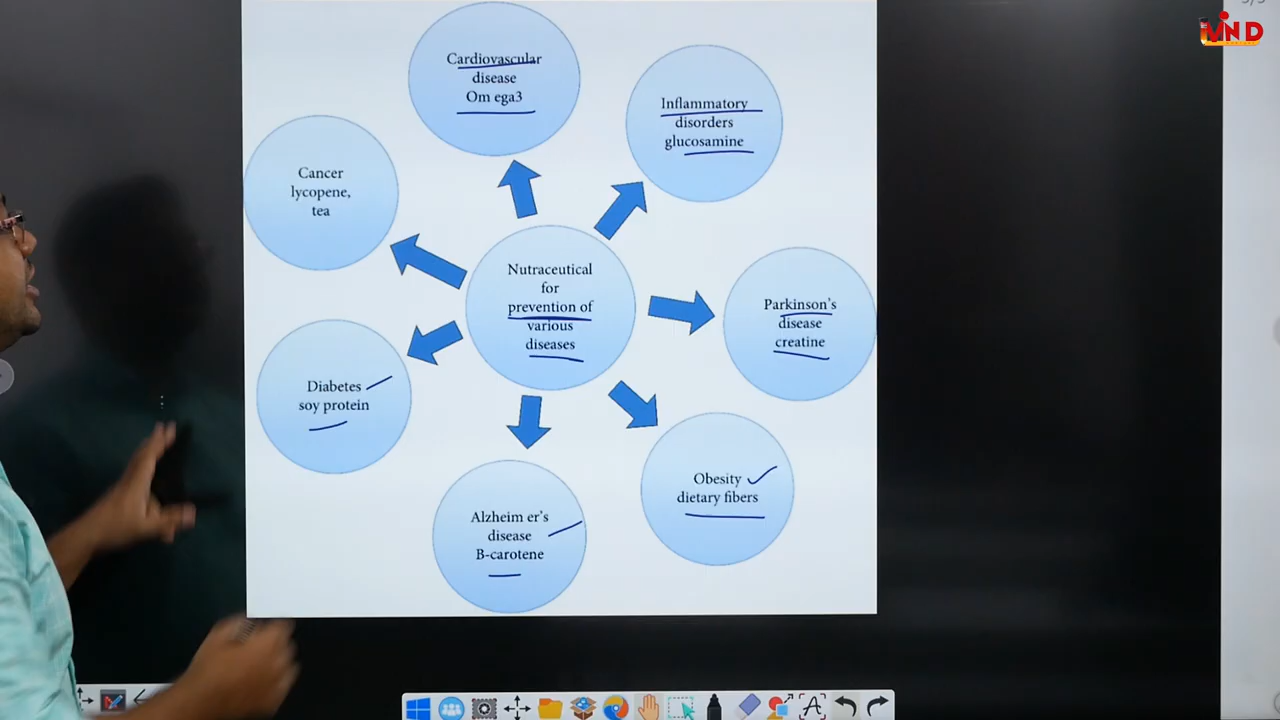 Cardiovascular
disease
Om ega3
Inflammatory
disorders
glucosamine
Cancer
lycopene,
tea
Nutraceutical
for
prevention of
various
diseases
Parkinson's
disease
creatine
Diabetes
soy protein
Obesity
dietary fibers
Alzheim er's
disease
B-carotene